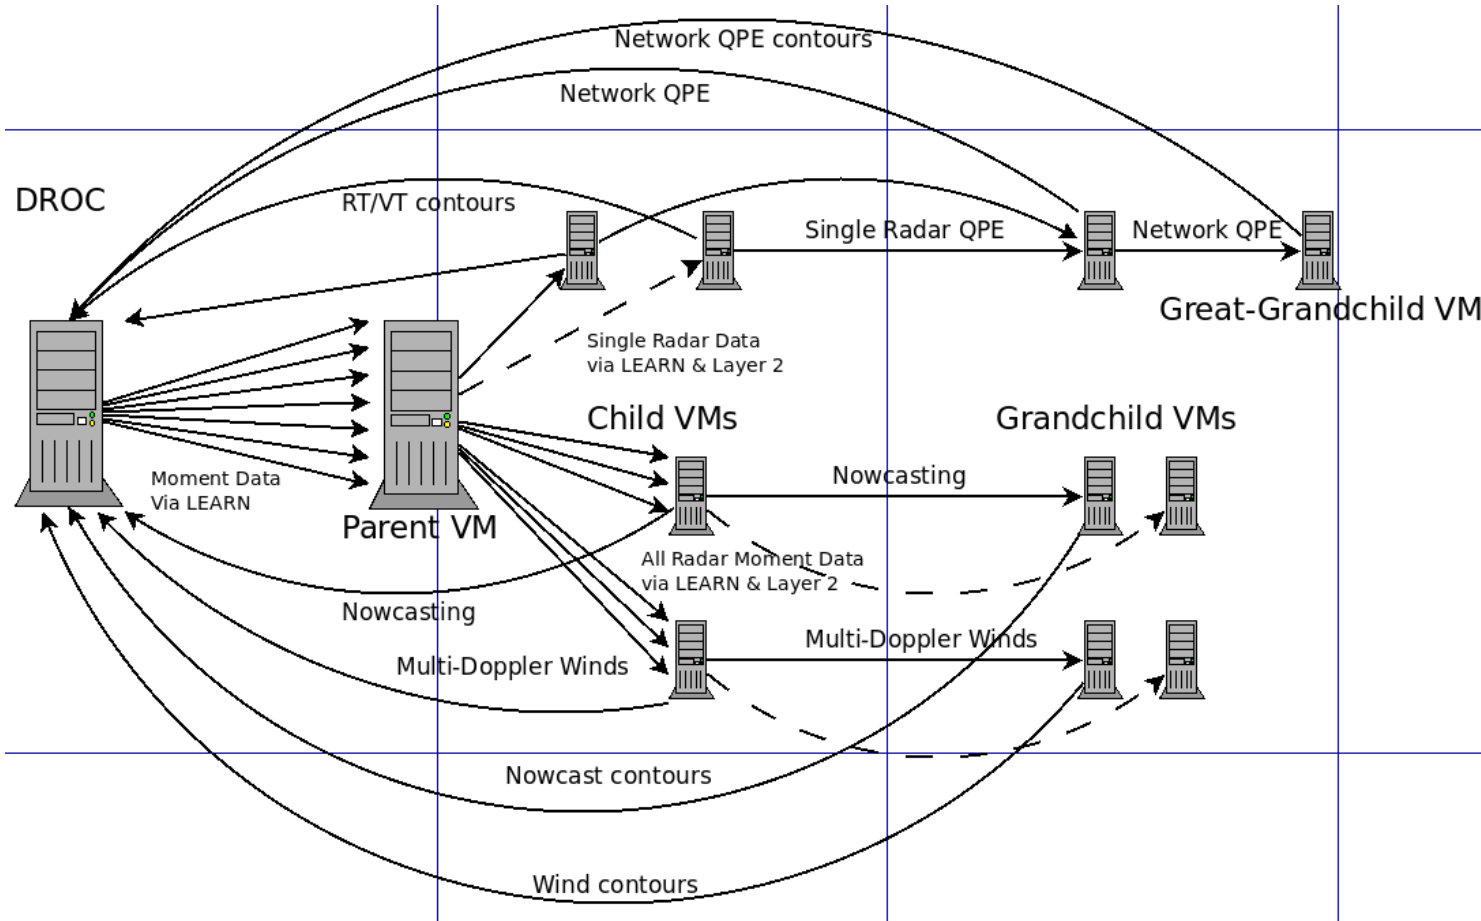 Network QPE contours
Network QPE
DROC
RT/VT contours
Single Radar QPE
Network QPE
Great-Grandchild VM
Single Radar Data
via LEARN & Layer 2
Child VMs
Grandchild VMs
Moment Data
Via LEARN
Nowcasting
Parent VM
All Radar Moment Data
via LEARN & Layer 2
Nowcasting
Multi-Doppler Winds
Multi-Doppler Winds
Nowcast contours
Wind contours